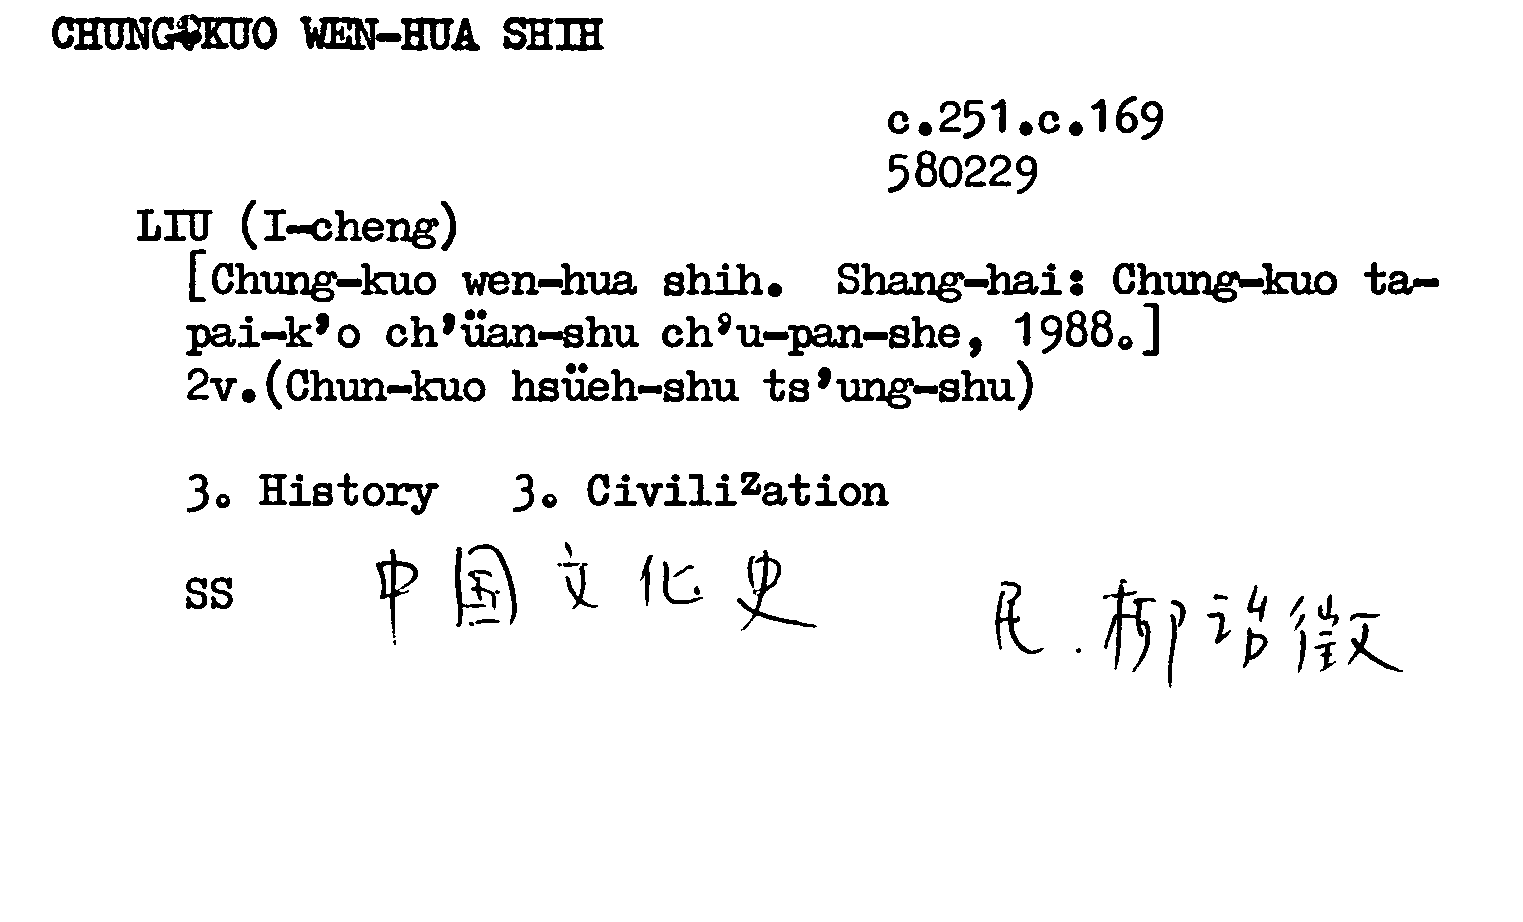 CHUNG-KUO WEN-HUA SHIH
c.251.c.169
580229
LIU (I-cheng)
[Chung-kuo wen-hua shih. Shang-hai: Chung-kuo ta-
pai-k'o ch'üan-shu ch'u-pan-she, 1988.]
2v.(Chun-kuo hsüeh-shu ts'ung-shu)
3. History 3. Civilization
SS 中国文化史 民.柳诒徵